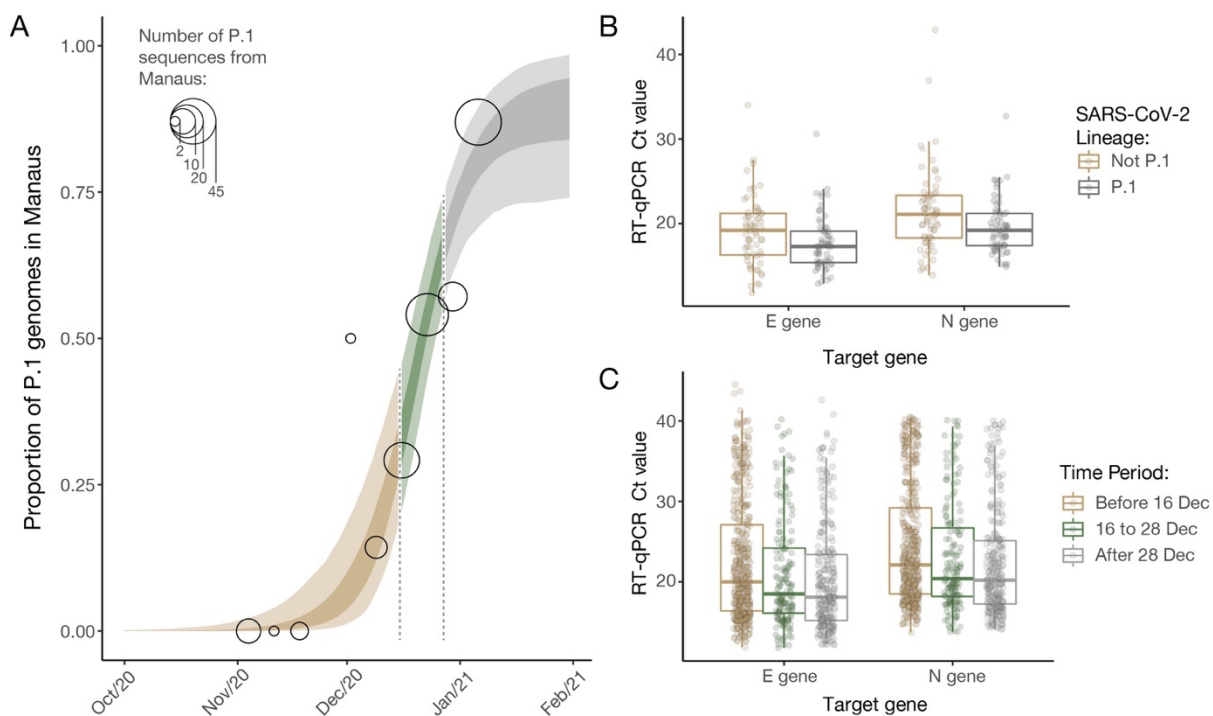 A
Number of P.1
sequences from
Manaus:
2
10
20
45
Proportion of P.1 genomes in Manaus
1.00
0.75
0.50
0.25
0.00
Oct/20
Nov/20
Dec/20
Jan/21
Feb/21
B
RT-qPCR Ct value
40
30
20
E gene
N gene
Target gene
SARS-CoV-2
Lineage:
Not P.1
P.1
C
RT-qPCR Ct value
40
30
20
E gene
N gene
Target gene
Time Period:
Before 16 Dec
16 to 28 Dec
After 28 Dec